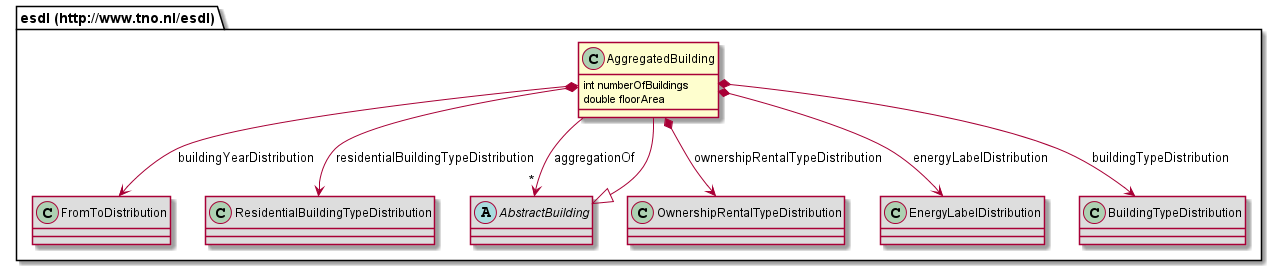 esdl (http://www.tno.nl/esdl)
C AggregatedBuilding
int numberOfBuildings
double floorArea
buildingYearDistribution
residentialBuildingTypeDistribution
aggregationOf
*
ownershipRentalTypeDistribution
energyLabelDistribution
buildingTypeDistribution
C FromToDistribution
C ResidentialBuildingTypeDistribution
A AbstractBuilding
C OwnershipRentalTypeDistribution
C EnergyLabelDistribution
C BuildingTypeDistribution